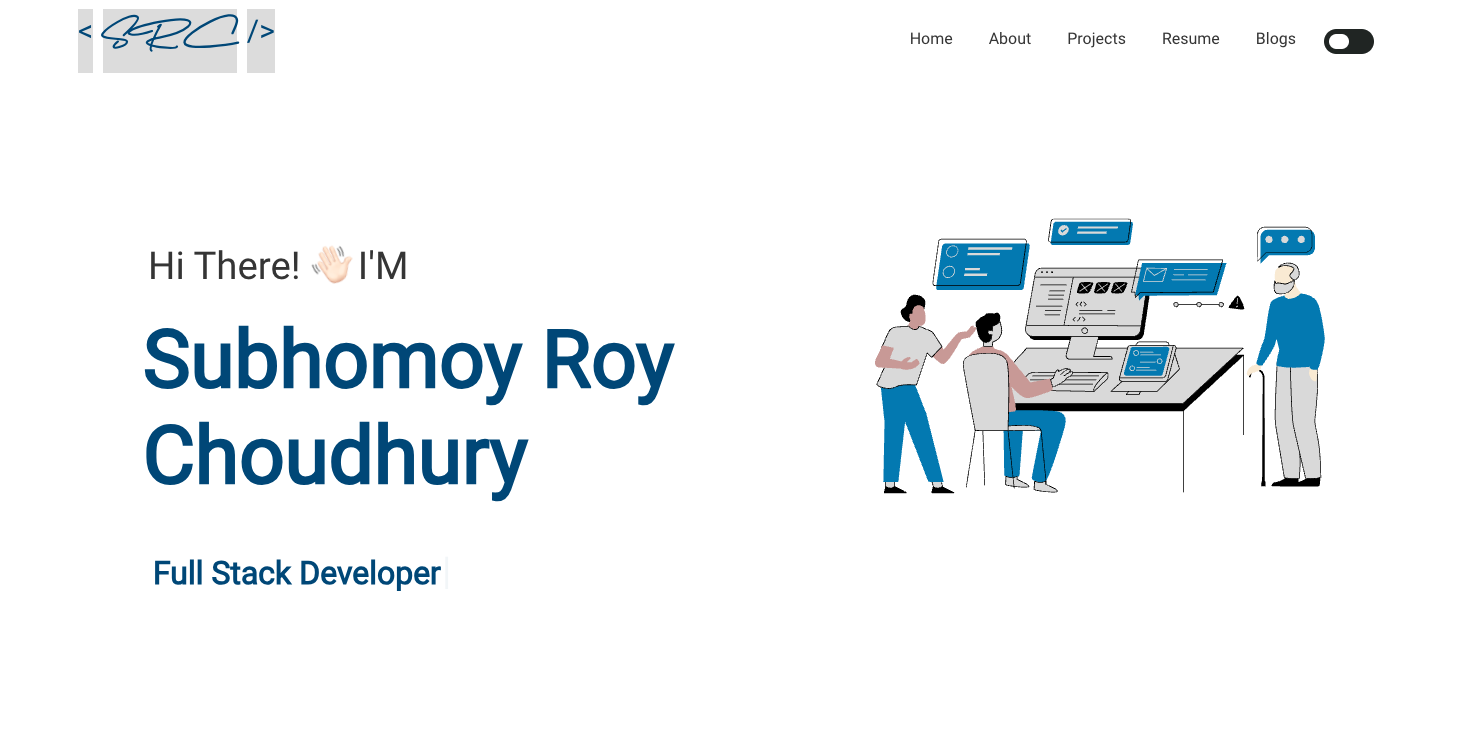 < SRC />
Home About Projects Resume Blogs
Hi There! 👋🏻 I'M
Subhomoy Roy
Choudhury
Full Stack Developer